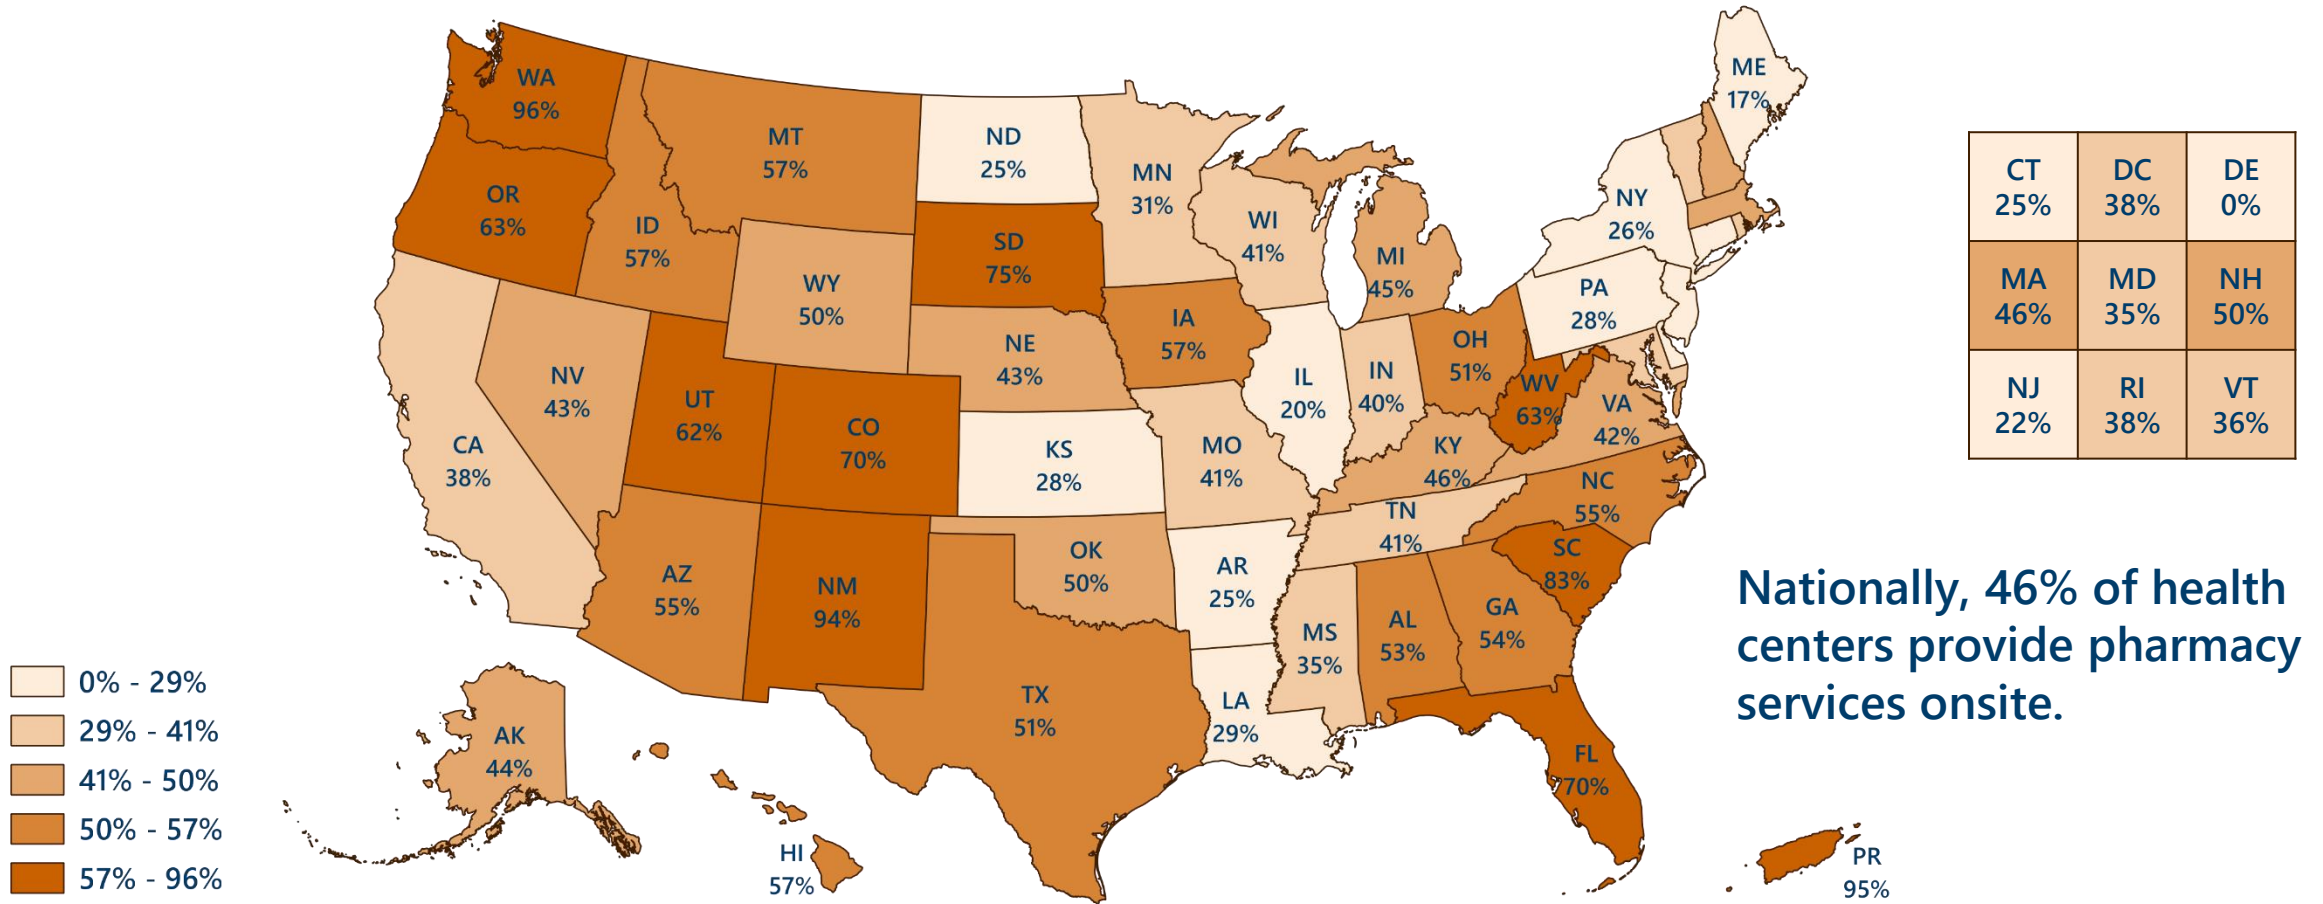 WA
96%
OR
63%
CA
38%
ID
57%
NV
43%
MT
57%
WY
50%
UT
62%
CO
70%
AZ
55%
NM
94%
ND
25%
SD
75%
NE
43%
KS
28%
OK
50%
TX
51%
MN
31%
IA
57%
MO
41%
AR
25%
LA
29%
WI
41%
IL
20%
MI
45%
IN
40%
OH
51%
KY
46%
TN
41%
MS
35%
AL
53%
GA
54%
FL
70%
SC
83%
NC
55%
VA
42%
WV
63%
PA
28%
NY
26%
ME
17%
AK
44%
HI
57%
PR
95%
CT DC DE
25% 38% 0%
MA MD NH
46% 35% 50%
NJ RI VT
22% 38% 36%
Nationally, 46% of health
centers provide pharmacy
services onsite.
0% - 29%
29% - 41%
41% - 50%
50% - 57%
57% - 96%